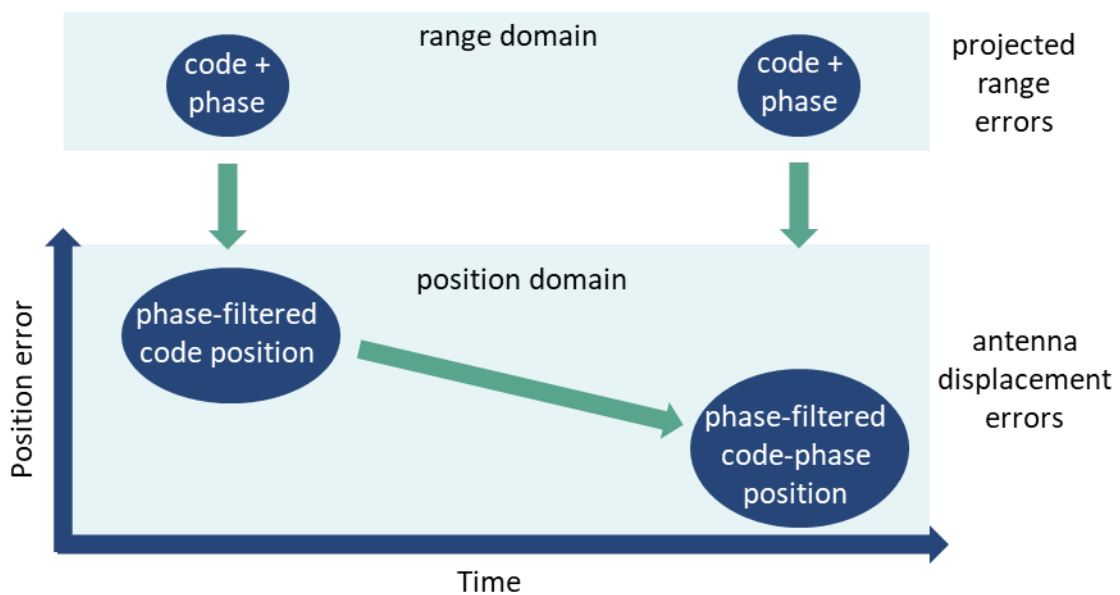 range domain
code +
phase
code +
phase
projected
range
errors
position domain
phase-filtered
code position
phase-filtered
code-phase
position
antenna
displacement
errors
Position error
Time